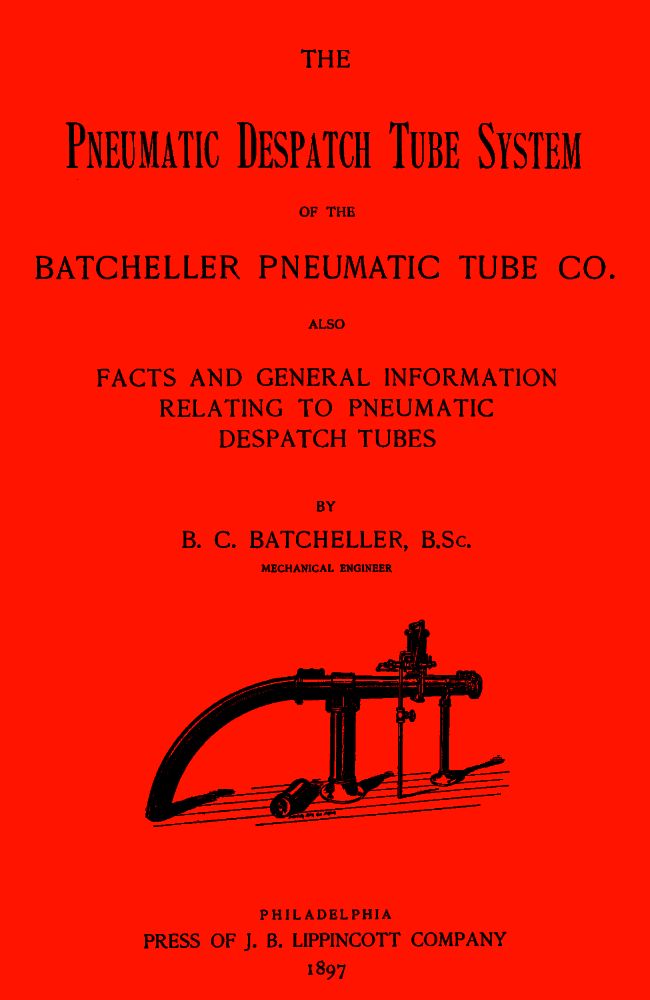 THE
PNEUMATIC DESPATCH TUBE SYSTEM
OF THE
BATCHELLER PNEUMATIC TUBE CO.
ALSO
FACTS AND GENERAL INFORMATION
RELATING TO PNEUMATIC
DESPATCH TUBES
BY
B. C. BATCHELLER, B.Sc.
MECHANICAL ENGINEER
PHILADELPHIA
PRESS OF J. B. LIPPINCOTT COMPANY
1897